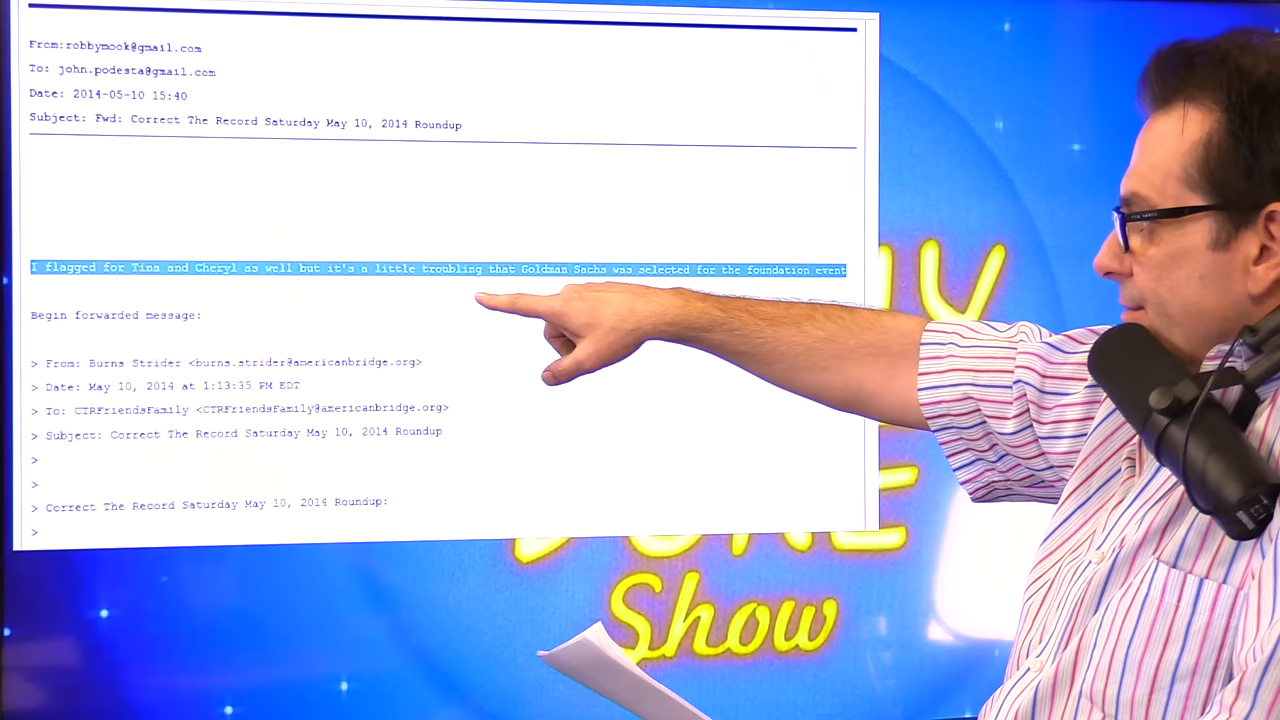 From:robbymook@gmail.com
To: john.podesta@gmail.com
Date: 2014-05-10 15:40
Subject: Fwd: Correct The Record Saturday May 10, 2014 Roundup
I flagged for Tina and Cheryl as well but it's a little troubling that Goldman Sachs was selected for the foundation event
Begin forwarded message:
> From: Burns Strider <burns.strider@americanbridge.org>
> Date: May 10, 2014 at 1:13:35 PM EDT
> To: CTRFriendsFamily <CTRFriendsFamily@americanbridge.org>
> Subject: Correct The Record Saturday May 10, 2014 Roundup
>
>
> Correct The Record Saturday May 10, 2014 Roundup:
>
Show